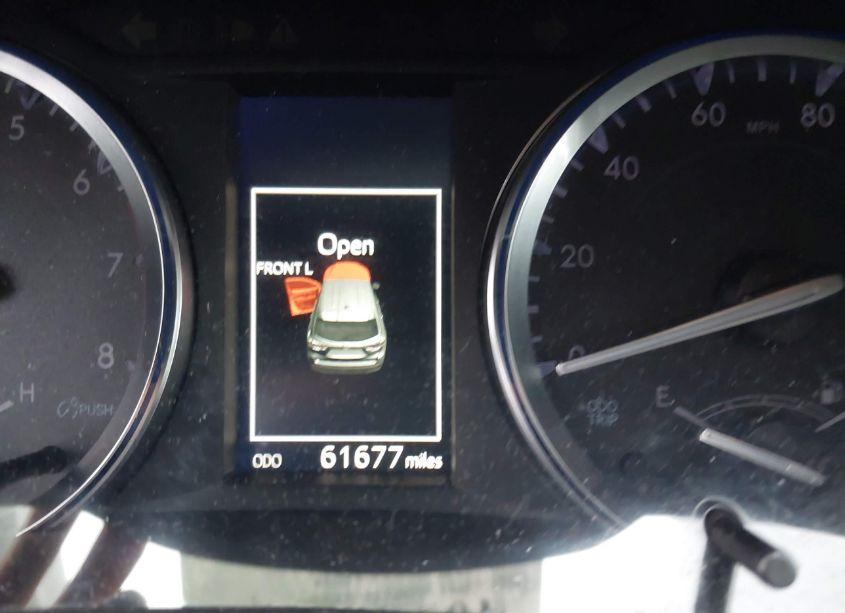 5
6
7
8
H
PUSH
Open
FRONT L
ODO 61677 miles
0
20
40
60
80
MPH
ODO
TRIP
E